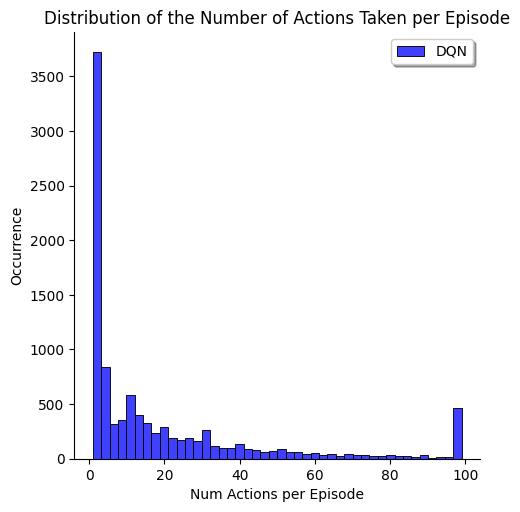 Distribution of the Number of Actions Taken per Episode
DQN
3500
3000
2500
2000
1500
1000
500
0
Occurrence
0 20 40 60 80 100
Num Actions per Episode